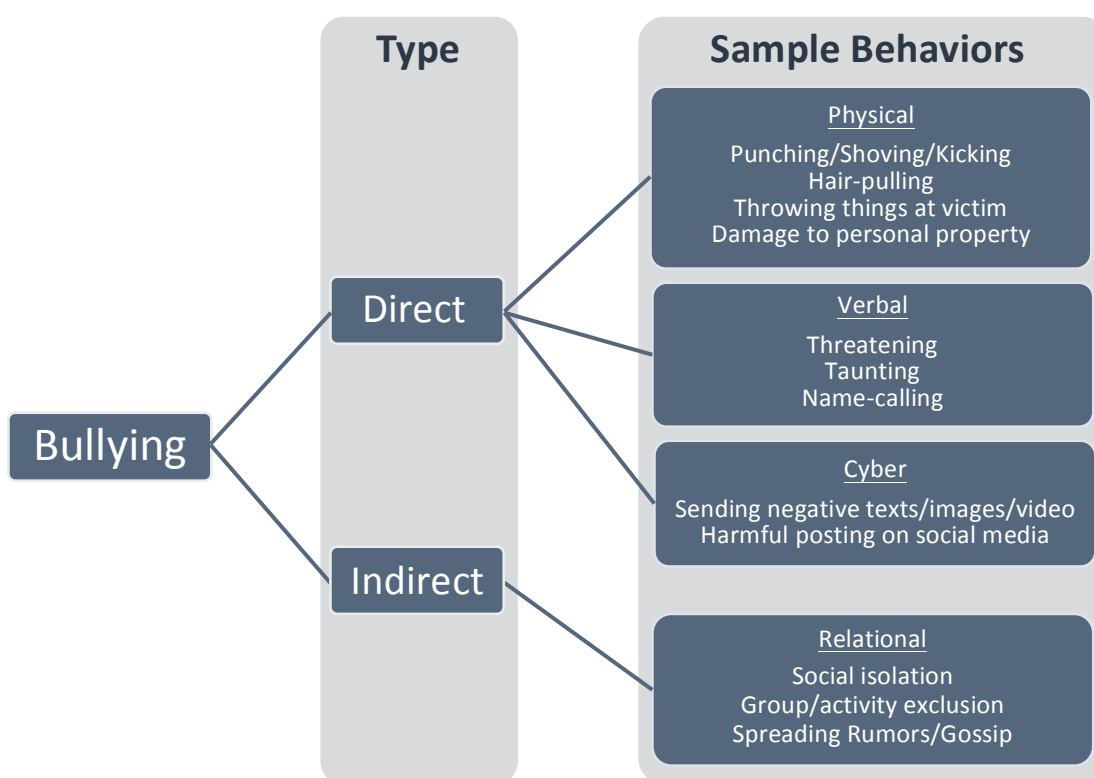 Type
Sample Behaviors
Bullying
Direct
Indirect
Physical
Punching/Shoving/Kicking
Hair-pulling
Throwing things at victim
Damage to personal property
Verbal
Threatening
Taunting
Name-calling
Cyber
Sending negative texts/images/video
Harmful posting on social media
Relational
Social isolation
Group/activity exclusion
Spreading Rumors/Gossip